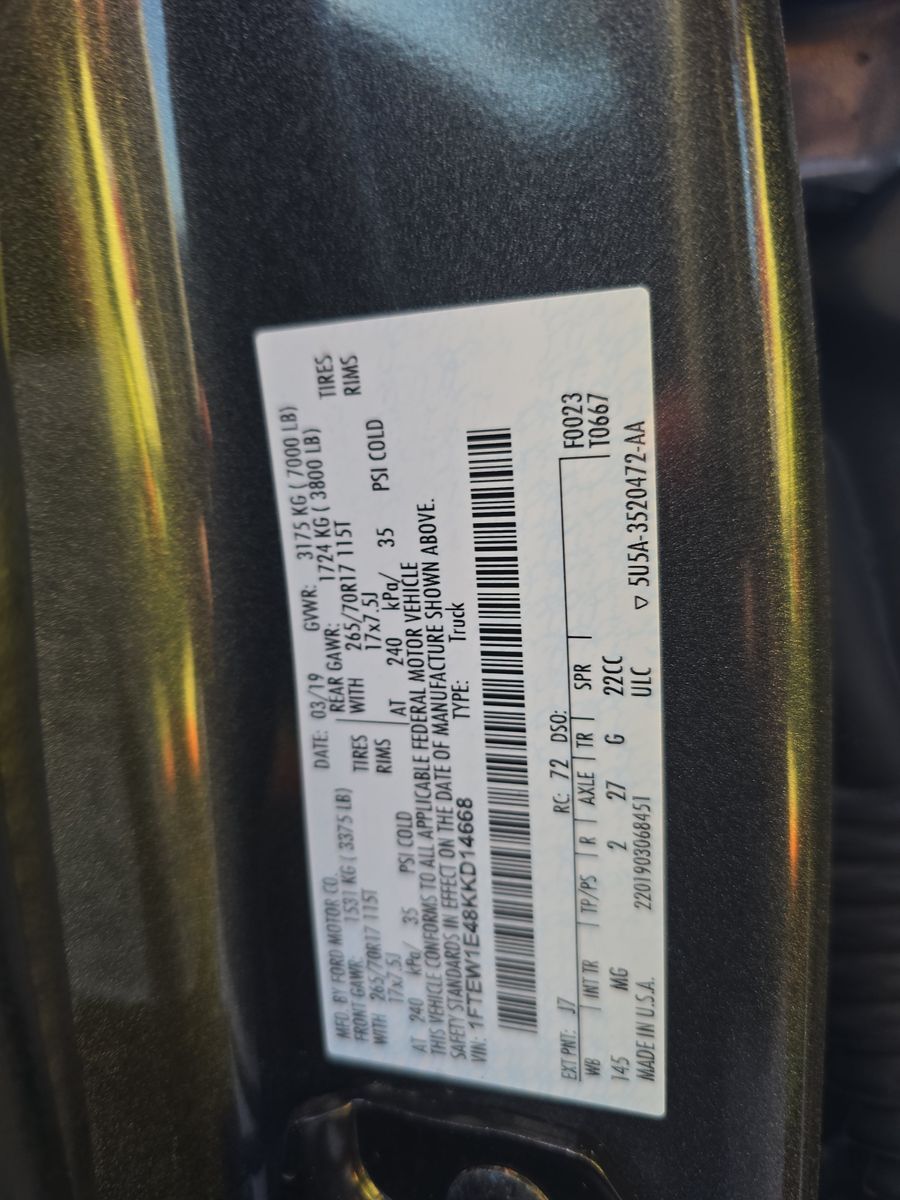 MFD. BY FORD MOTOR CO. DATE: 03/19 GVWR: 3175 KG ( 7000 LB)
FRONT GAWR: 1531 KG ( 3375 LB) REAR GAWR: 1724 KG ( 3800 LB)
WITH 265/70R17 115T TIRES WITH 265/70R17 115T TIRES
17x7.5J RIMS 17x7.5J RIMS
AT 240 kPa/ 35 PSI COLD AT 240 kPa/ 35 PSI COLD
THIS VEHICLE CONFORMS TO ALL APPLICABLE FEDERAL MOTOR VEHICLE
SAFETY STANDARDS IN EFFECT ON THE DATE OF MANUFACTURE SHOWN ABOVE.
VIN: 1FTEW1E48KKD14668 TYPE: Truck
EXT PNT: J7 RC: 72 DSO: F0023
WB INT TR TP/PS R AXLE TR SPR T0667
145 MG 2 27 G 22CC
MADE IN U.S.A. 2201903068451 ULC ▽ 5U5A-3520472-AA